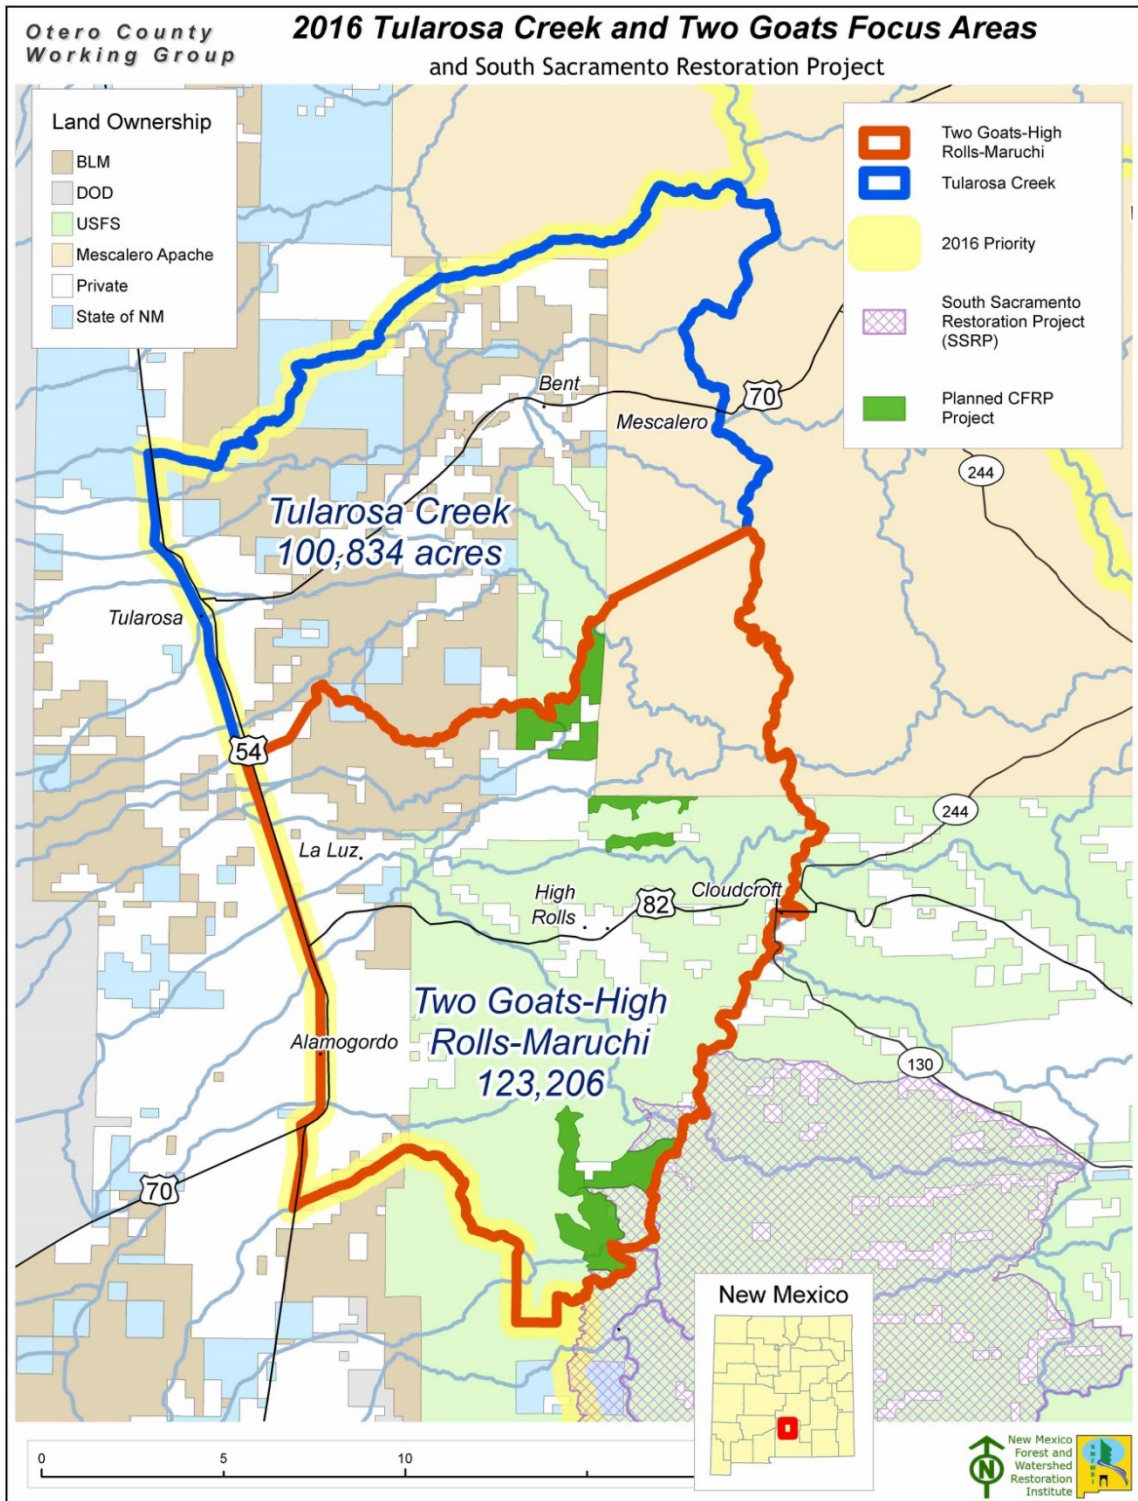 Otero County
Working Group
2016 Tularosa Creek and Two Goats Focus Areas
and South Sacramento Restoration Project
Land Ownership
BLM
DOD
USFS
Mescalero Apache
Private
State of NM
Two Goats-High
Rolls-Maruchi
Tularosa Creek
2016 Priority
South Sacramento
Restoration Project
(SSRP)
Planned CFRP
Project
Bent
70
Mescalero
244
Tularosa Creek
100,834 acres
Tularosa
54
244
La Luz
High
Rolls
82
Cloudcroft
Two Goats-High
Rolls-Maruchi
123,206
Alamogordo
130
70
New Mexico
0
5
10
New Mexico
Forest and
Watershed
Restoration
Institute
N